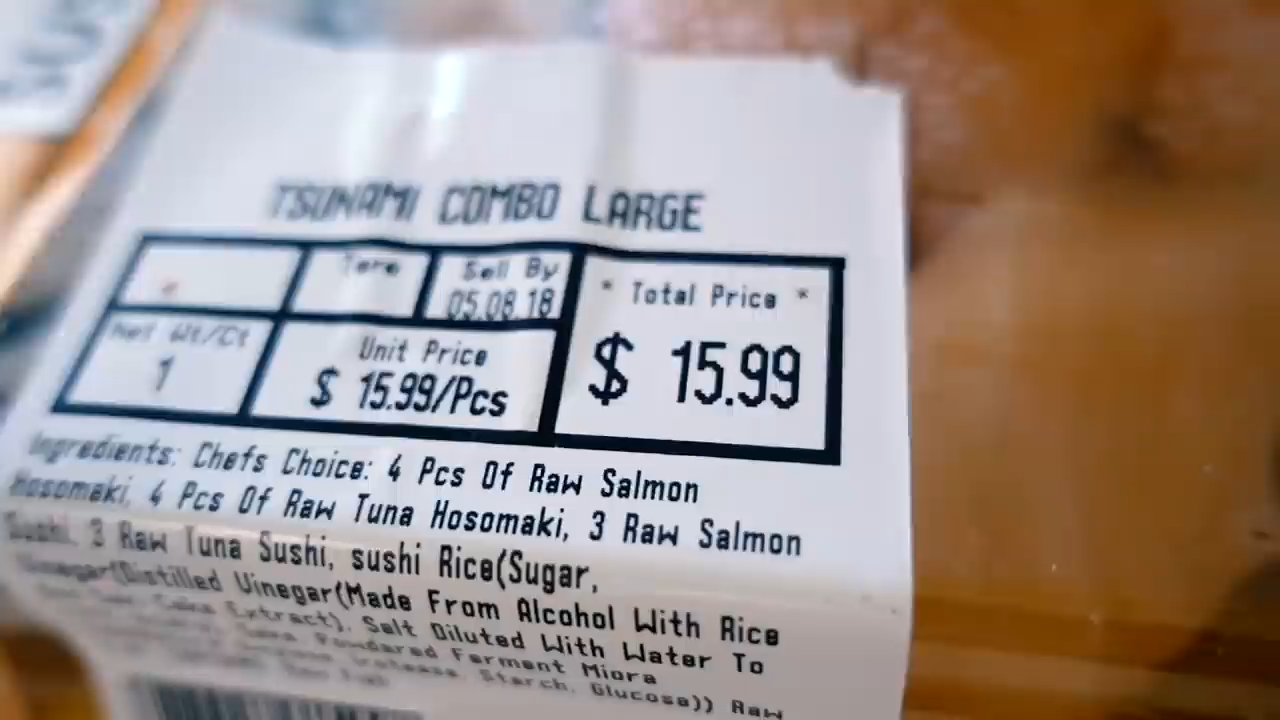 TSUNAMI COMBO LARGE
Tare
Sell By
05.08.18
* Total Price *
$ 15.99
Net Wt/Ct
1
Unit Price
$ 15.99/Pcs
Ingredients: Chefs Choice: 4 Pcs Of Raw Salmon
Hosomaki, 4 Pcs Of Raw Tuna Hosomaki, 3 Raw Salmon
Sushi, 3 Raw Tuna Sushi, sushi Rice(Sugar,
Vinegar(Distilled Vinegar(Made From Alcohol With Rice
Sake Extract), Salt Diluted With Water To
Powdered Ferment Miora
Starch, Glucose)) Raw